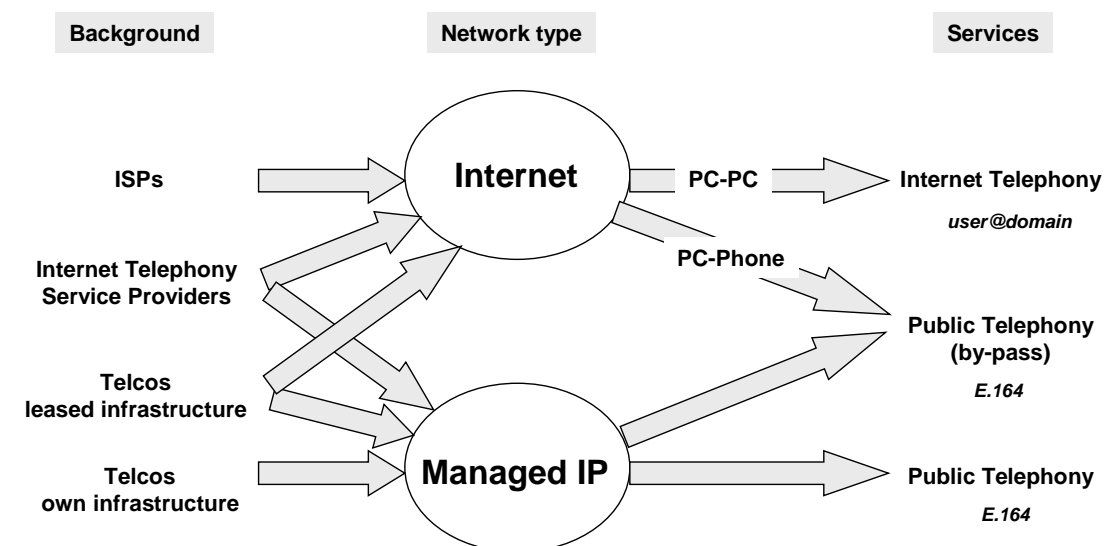 Background
Network type
Services
ISPs
Internet
PC-PC
Internet Telephony
user@domain
Internet Telephony
Service Providers
PC-Phone
Public Telephony
(by-pass)
E.164
Telcos
leased infrastructure
Telcos
own infrastructure
Managed IP
Public Telephony
E.164